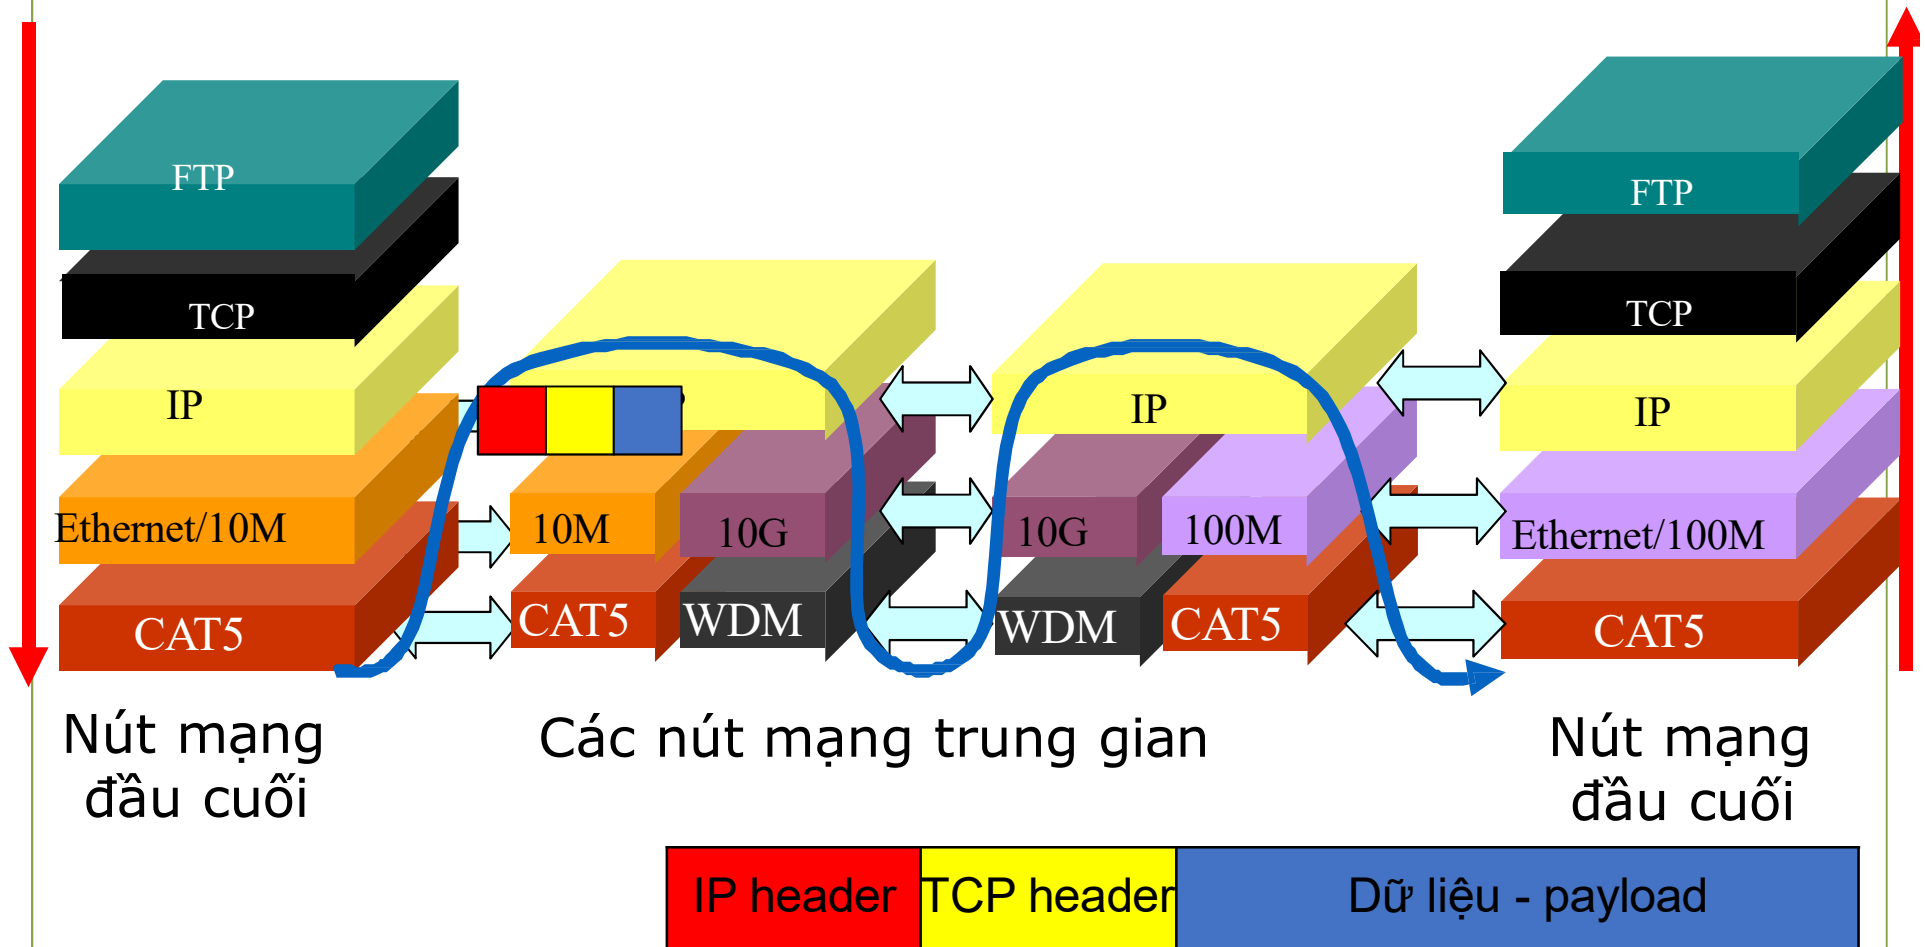 FTP
TCP
IP
Ethernet/10M
CAT5
10M
10G
CAT5
WDM
IP
10G
100M
WDM
CAT5
FTP
TCP
IP
Ethernet/100M
CAT5
Nút mạng
đầu cuối
Các nút mạng trung gian
Nút mạng
đầu cuối
IP header
TCP header
Dữ liệu - payload